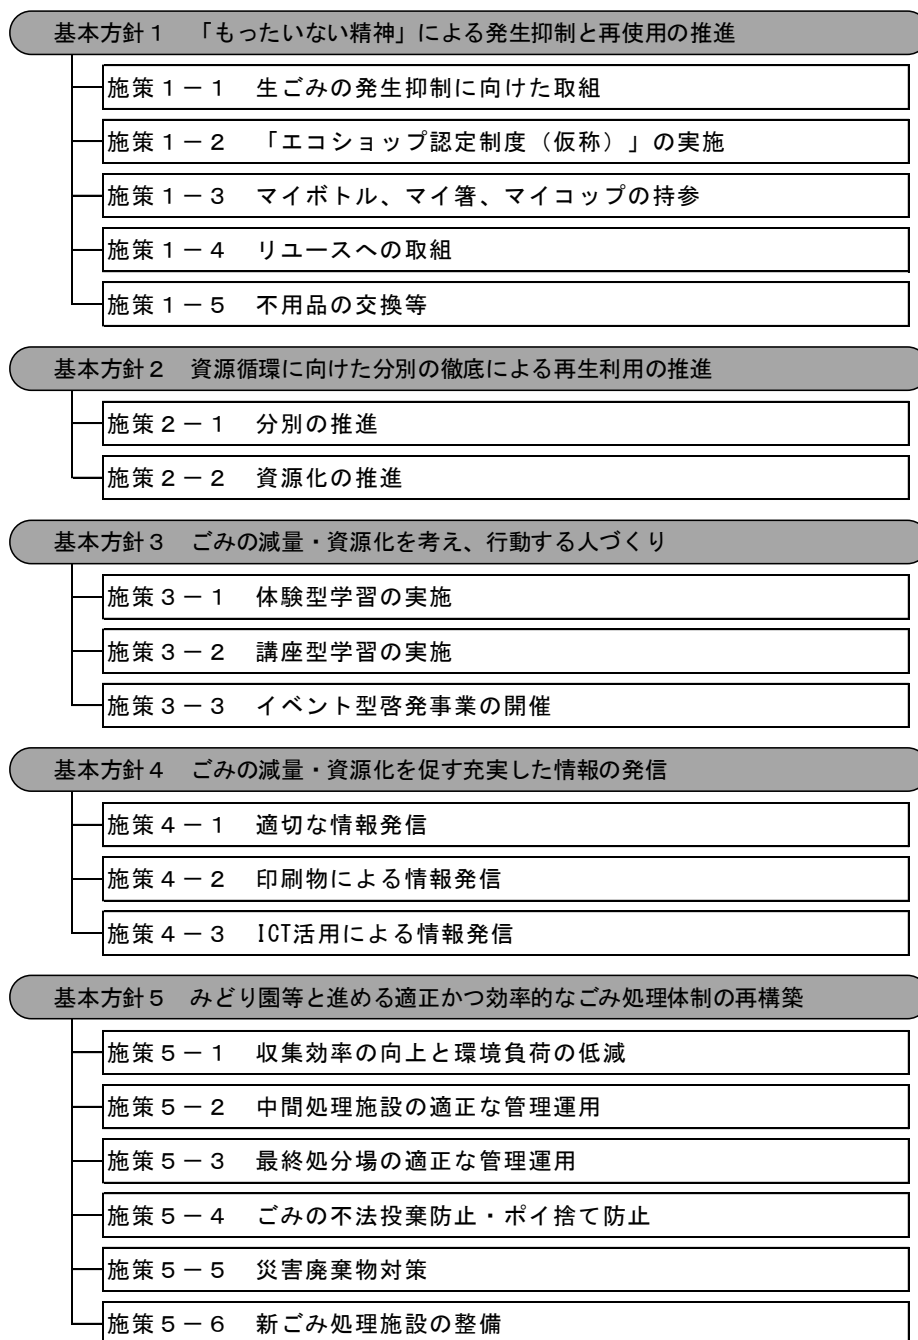 基本方針１　「もったいない精神」による発生抑制と再使用の推進
施策１－１　生ごみの発生抑制に向けた取組
施策１－２　「エコショップ認定制度（仮称）」の実施
施策１－３　マイボトル、マイ箸、マイコップの持参
施策１－４　リユースへの取組
施策１－５　不用品の交換等
基本方針２　資源循環に向けた分別の徹底による再生利用の推進
施策２－１　分別の推進
施策２－２　資源化の推進
基本方針３　ごみの減量・資源化を考え、行動する人づくり
施策３－１　体験型学習の実施
施策３－２　講座型学習の実施
施策３－３　イベント型啓発事業の開催
基本方針４　ごみの減量・資源化を促す充実した情報の発信
施策４－１　適切な情報発信
施策４－２　印刷物による情報発信
施策４－３　ICT活用による情報発信
基本方針５　みどり園等と進める適正かつ効率的なごみ処理体制の再構築
施策５－１　収集効率の向上と環境負荷の低減
施策５－２　中間処理施設の適正な管理運用
施策５－３　最終処分場の適正な管理運用
施策５－４　ごみの不法投棄防止・ポイ捨て防止
施策５－５　災害廃棄物対策
施策５－６　新ごみ処理施設の整備